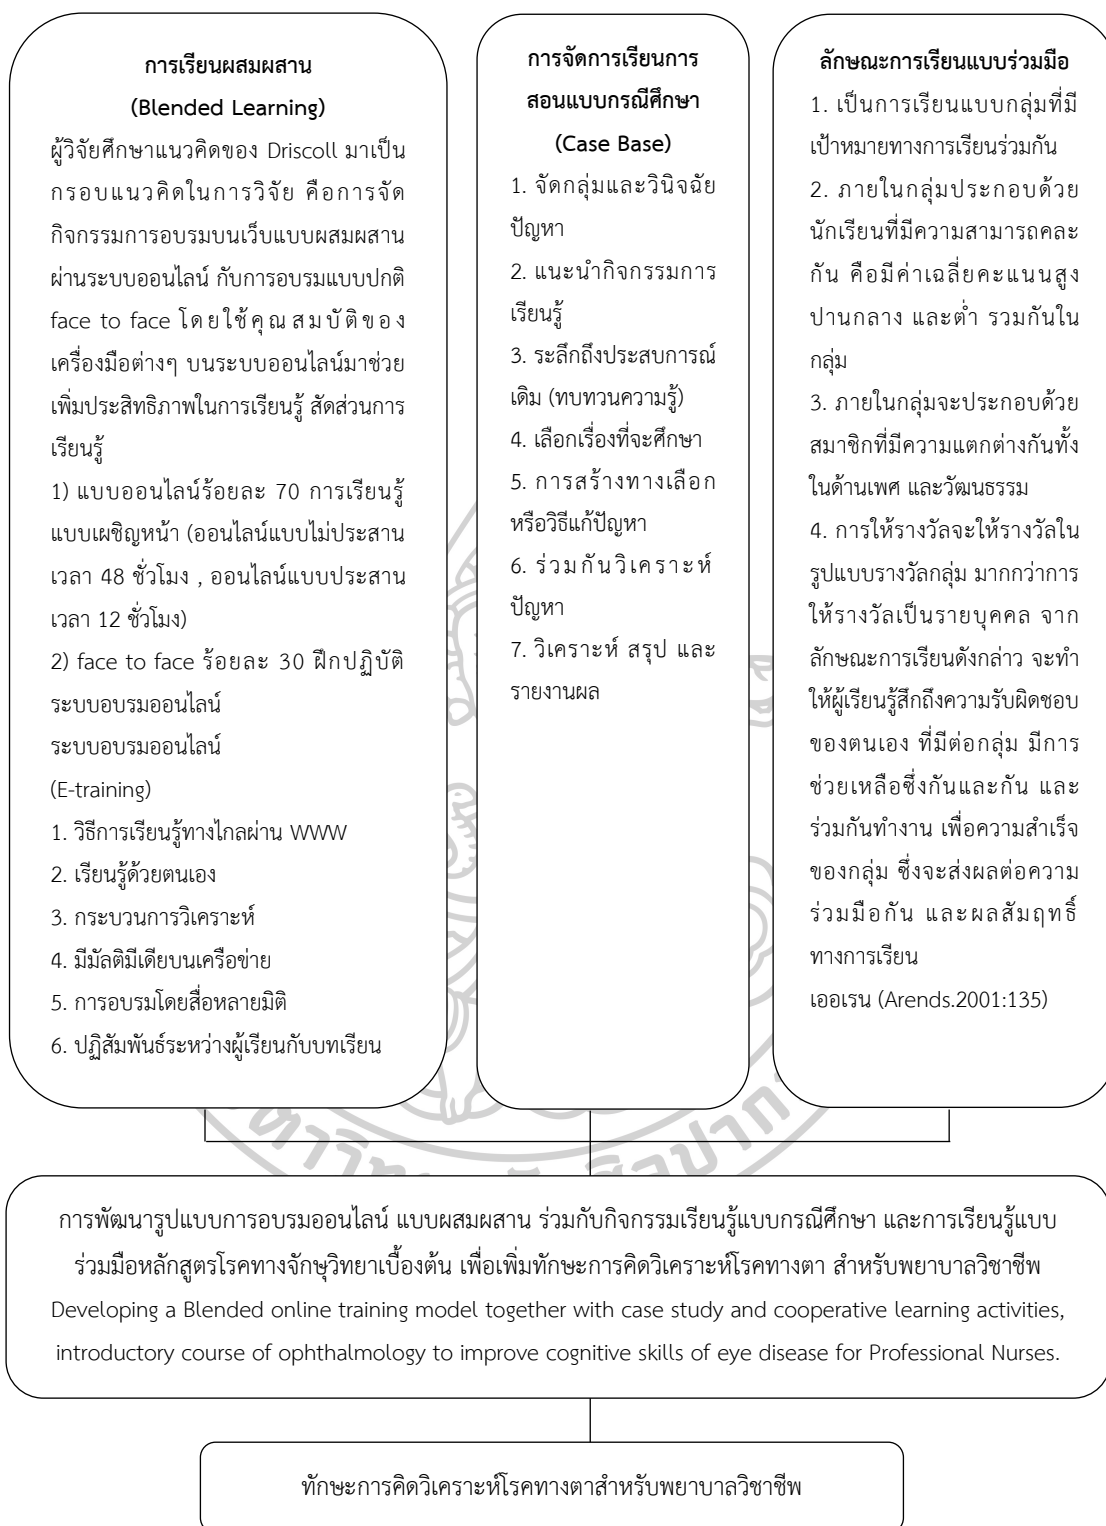 การเรียนผสมผสาน
(Blended Learning)
ผู้วิจัยศึกษาแนวคิดของ Driscoll มาเป็น
กรอบแนวคิดในการวิจัย คือการจัด
กิจกรรมการอบรมบนเว็บแบบผสมผสาน
ผ่านระบบออนไลน์ กับการอบรมแบบปกติ
face to face โดยใช้คุณสมบัติของ
เครื่องมือต่างๆ บนระบบออนไลน์มาช่วย
เพิ่มประสิทธิภาพในการเรียนรู้ สัดส่วนการ
เรียนรู้
1) แบบออนไลน์ร้อยละ 70 การเรียนรู้
แบบเผชิญหน้า (ออนไลน์แบบไม่ประสาน
เวลา 48 ชั่วโมง , ออนไลน์แบบประสาน
เวลา 12 ชั่วโมง)
2) face to face ร้อยละ 30 ฝึกปฏิบัติ
ระบบอบรมออนไลน์
ระบบอบรมออนไลน์
(E-training)
1. วิธีการเรียนรู้ทางไกลผ่าน WWW
2. เรียนรู้ด้วยตนเอง
3. กระบวนการวิเคราะห์
4. มีมัลติมีเดียบนเครือข่าย
5. การอบรมโดยสื่อหลายมิติ
6. ปฏิสัมพันธ์ระหว่างผู้เรียนกับบทเรียน
การจัดการเรียนการ
สอนแบบกรณีศึกษา
(Case Base)
1. จัดกลุ่มและวินิจฉัย
ปัญหา
2. แนะนำกิจกรรมการ
เรียนรู้
3. ระลึกถึงประสบการณ์
เดิม (ทบทวนความรู้)
4. เลือกเรื่องที่จะศึกษา
5. การสร้างทางเลือก
หรือวิธีแก้ปัญหา
6. ร่วมกันวิเคราะห์
ปัญหา
7. วิเคราะห์ สรุป และ
รายงานผล
ลักษณะการเรียนแบบร่วมมือ
1. เป็นการเรียนแบบกลุ่มที่มี
เป้าหมายทางการเรียนร่วมกัน
2. ภายในกลุ่มประกอบด้วย
นักเรียนที่มีความสามารถคละ
กัน คือมีค่าเฉลี่ยคะแนนสูง
ปานกลาง และต่ำ รวมกันใน
กลุ่ม
3. ภายในกลุ่มจะประกอบด้วย
สมาชิกที่มีความแตกต่างกันทั้ง
ในด้านเพศ และวัฒนธรรม
4. การให้รางวัลจะให้รางวัลใน
รูปแบบรางวัลกลุ่ม มากกว่าการ
ให้รางวัลเป็นรายบุคคล จาก
ลักษณะการเรียนดังกล่าว จะทำ
ให้ผู้เรียนรู้สึกถึงความรับผิดชอบ
ของตนเอง ที่มีต่อกลุ่ม มีการ
ช่วยเหลือซึ่งกันและกัน และ
ร่วมกันทำงาน เพื่อความสำเร็จ
ของกลุ่ม ซึ่งจะส่งผลต่อความ
ร่วมมือกัน และผลสัมฤทธิ์
ทางการเรียน
เออเรน (Arends.2001:135)
การพัฒนารูปแบบการอบรมออนไลน์ แบบผสมผสาน ร่วมกับกิจกรรมเรียนรู้แบบกรณีศึกษา และการเรียนรู้แบบ
ร่วมมือหลักสูตรโรคทางจักษุวิทยาเบื้องต้น เพื่อเพิ่มทักษะการคิดวิเคราะห์โรคทางตา สำหรับพยาบาลวิชาชีพ
Developing a Blended online training model together with case study and cooperative learning activities,
introductory course of ophthalmology to improve cognitive skills of eye disease for Professional Nurses.
ทักษะการคิดวิเคราะห์โรคทางตาสำหรับพยาบาลวิชาชีพ